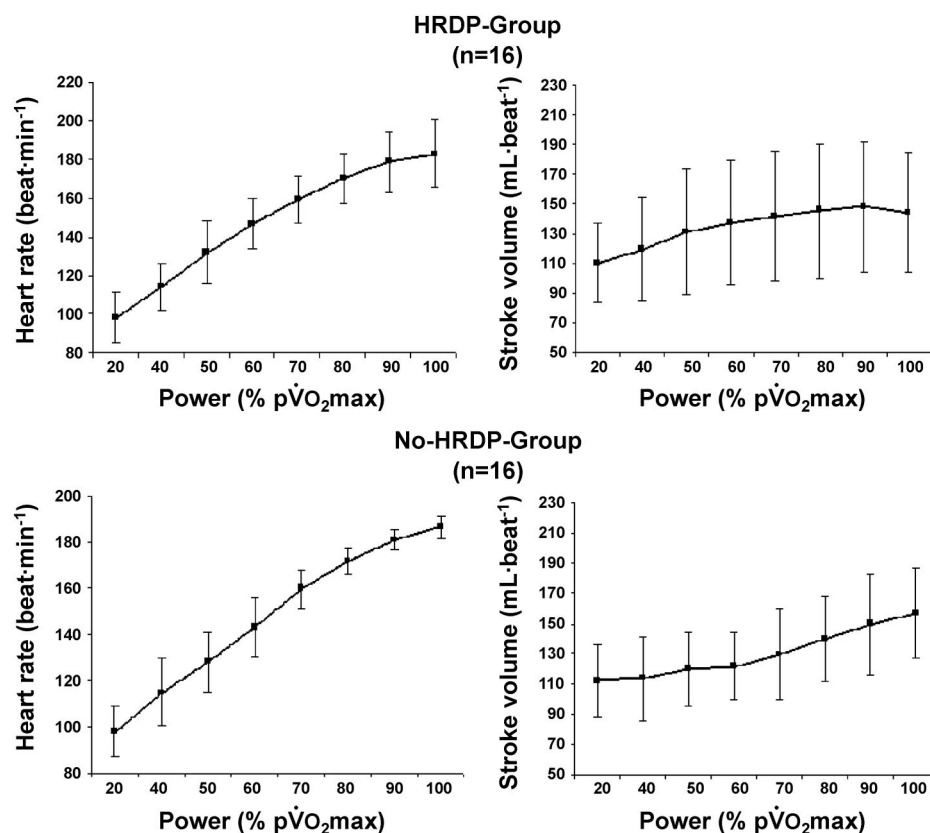 HRDP-Group
(n=16)
Heart rate (beat·min⁻¹)
220
200
180
160
140
120
100
80
20 40 50 60 70 80 90 100
Power (% pV̇O₂max)
Stroke volume (mL·beat⁻¹)
230
210
190
170
150
130
110
90
70
50
20 40 50 60 70 80 90 100
Power (% pV̇O₂max)
No-HRDP-Group
(n=16)
Heart rate (beat·min⁻¹)
200
180
160
140
120
100
80
20 40 50 60 70 80 90 100
Power (% pV̇O₂max)
Stroke volume (mL·beat⁻¹)
230
210
190
170
150
130
110
90
70
50
20 40 50 60 70 80 90 100
Power (% pV̇O₂max)